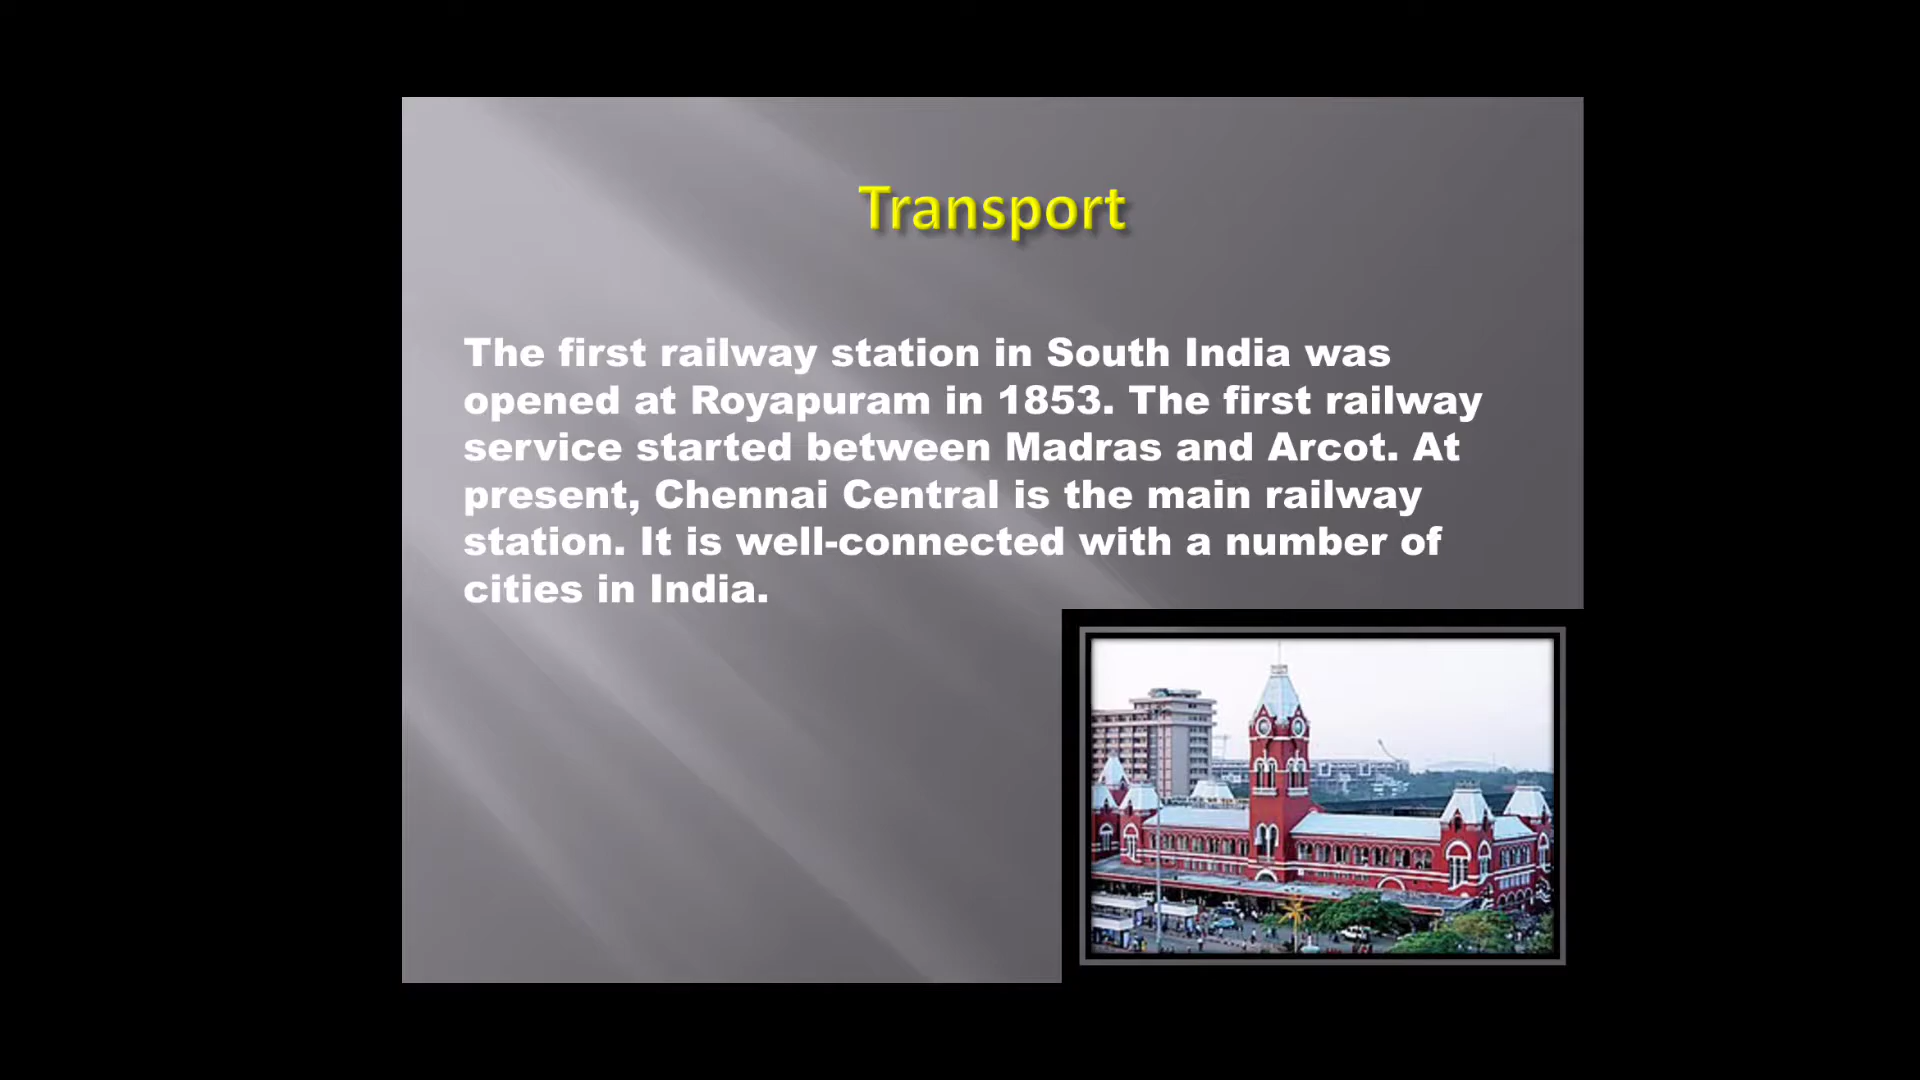 Transport
The first railway station in South India was
opened at Royapuram in 1853. The first railway
service started between Madras and Arcot. At
present, Chennai Central is the main railway
station. It is well-connected with a number of
cities in India.